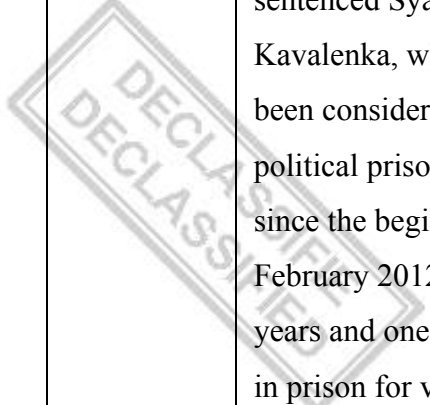 sentenced Sya
Kavalenka, w
been consider
political priso
since the begi
February 2012
years and one
in prison for v
DECLASSIFIE
DECLASSIFIED